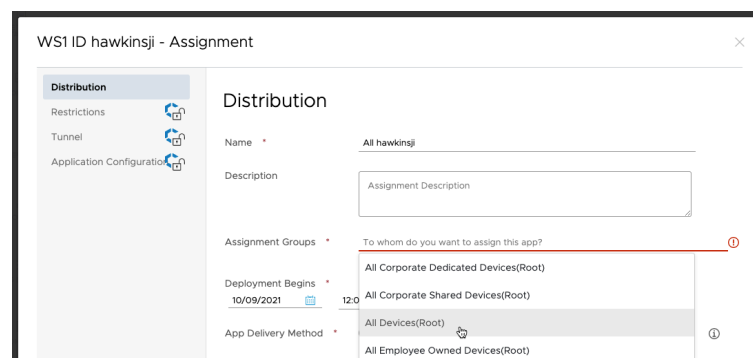 WS1 ID hawkinsji - Assignment
Distribution
Restrictions
Tunnel
Application Configuration
Distribution
Name *
All hawkinsji
Description
Assignment Description
Assignment Groups *
To whom do you want to assign this app?
All Corporate Dedicated Devices(Root)
Deployment Begins *
10/09/2021
12:0
All Corporate Shared Devices(Root)
All Devices(Root)
App Delivery Method *
All Employee Owned Devices(Root)